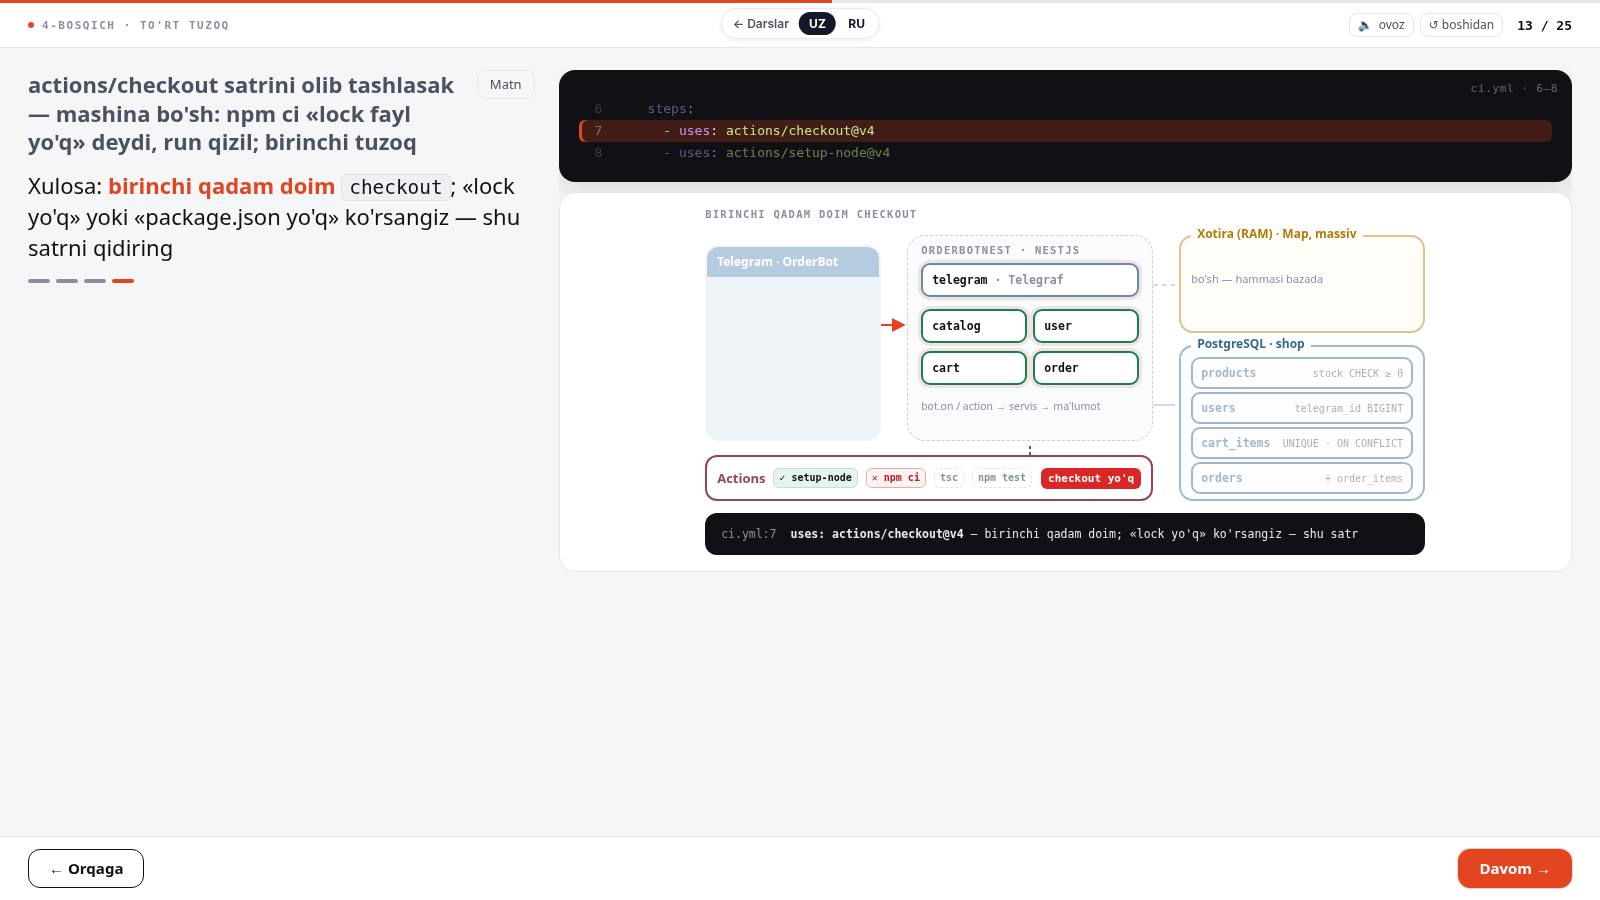 4-BOSQICH · TO'RT TUZOQ
← Darslar UZ RU
🔈 ovoz ↺ boshidan 13 / 25
actions/checkout satrini olib tashlasak
— mashina bo'sh: npm ci «lock fayl
yo'q» deydi, run qizil; birinchi tuzoq
Matn
Xulosa: birinchi qadam doim checkout; «lock
yo'q» yoki «package.json yo'q» ko'rsangiz — shu
satrni qidiring
ci.yml · 6–8
6 steps:
7 - uses: actions/checkout@v4
8 - uses: actions/setup-node@v4
BIRINCHI QADAM DOIM CHECKOUT
Telegram · OrderBot
ORDERBOTNEST · NESTJS
telegram · Telegraf
catalog user
cart order
bot.on / action → servis → ma'lumot
Xotira (RAM) · Map, massiv
bo'sh — hammasi bazada
PostgreSQL · shop
products stock CHECK ≥ 0
users telegram_id BIGINT
cart_items UNIQUE · ON CONFLICT
orders + order_items
Actions ✓ setup-node ✕ npm ci tsc npm test checkout yo'q
ci.yml:7 uses: actions/checkout@v4 — birinchi qadam doim; «lock yo'q» ko'rsangiz — shu satr
← Orqaga
Davom →